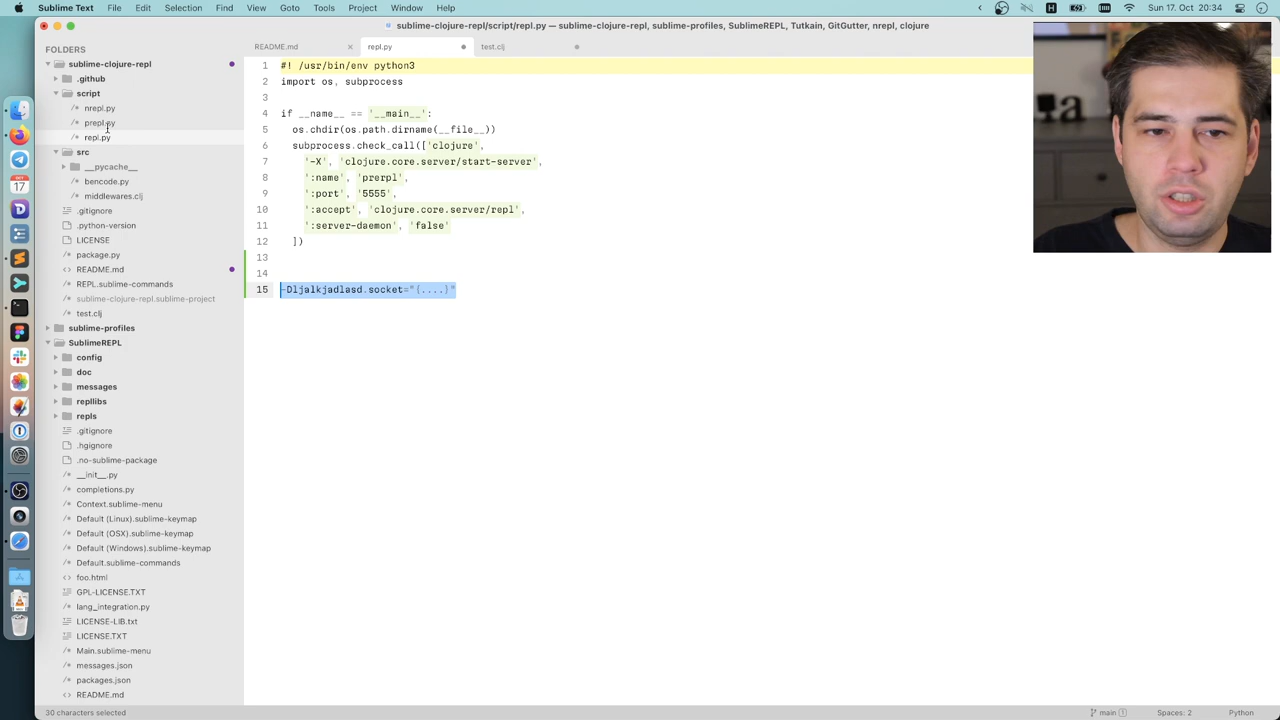 Sublime Text File Edit Selection Find View Goto Tools Project Window Help Sun 17. Oct 20:34
sublime-clojure-repl/script/repl.py — sublime-clojure-repl, sublime-profiles, SublimeREPL, Tutkain, GitGutter, nrepl, clojure
FOLDERS
sublime-clojure-repl
.github
script
nrepl.py
prepl.py
repl.py
src
__pycache__
bencode.py
middlewares.clj
.gitignore
.python-version
LICENSE
package.py
README.md
REPL.sublime-commands
sublime-clojure-repl.sublime-project
test.clj
sublime-profiles
SublimeREPL
config
doc
messages
repllibs
repls
.gitignore
.hgignore
.no-sublime-package
__init__.py
completions.py
Context.sublime-menu
Default (Linux).sublime-keymap
Default (OSX).sublime-keymap
Default (Windows).sublime-keymap
Default.sublime-commands
foo.html
GPL-LICENSE.TXT
lang_integration.py
LICENSE-LIB.txt
LICENSE.TXT
Main.sublime-menu
messages.json
packages.json
README.md
README.md repl.py test.clj
1 #! /usr/bin/env python3
2 import os, subprocess
3
4 if __name__ == '__main__':
5 os.chdir(os.path.dirname(__file__))
6 subprocess.check_call(['clojure',
7 '-X', 'clojure.core.server/start-server',
8 ':name', 'prerpl',
9 ':port', '5555',
10 ':accept', 'clojure.core.server/repl',
11 ':server-daemon', 'false'
12 ])
13
14
15 -Dljalkjadlasd.socket="{....}"
30 characters selected main 1 Spaces: 2 Python
OCT
17